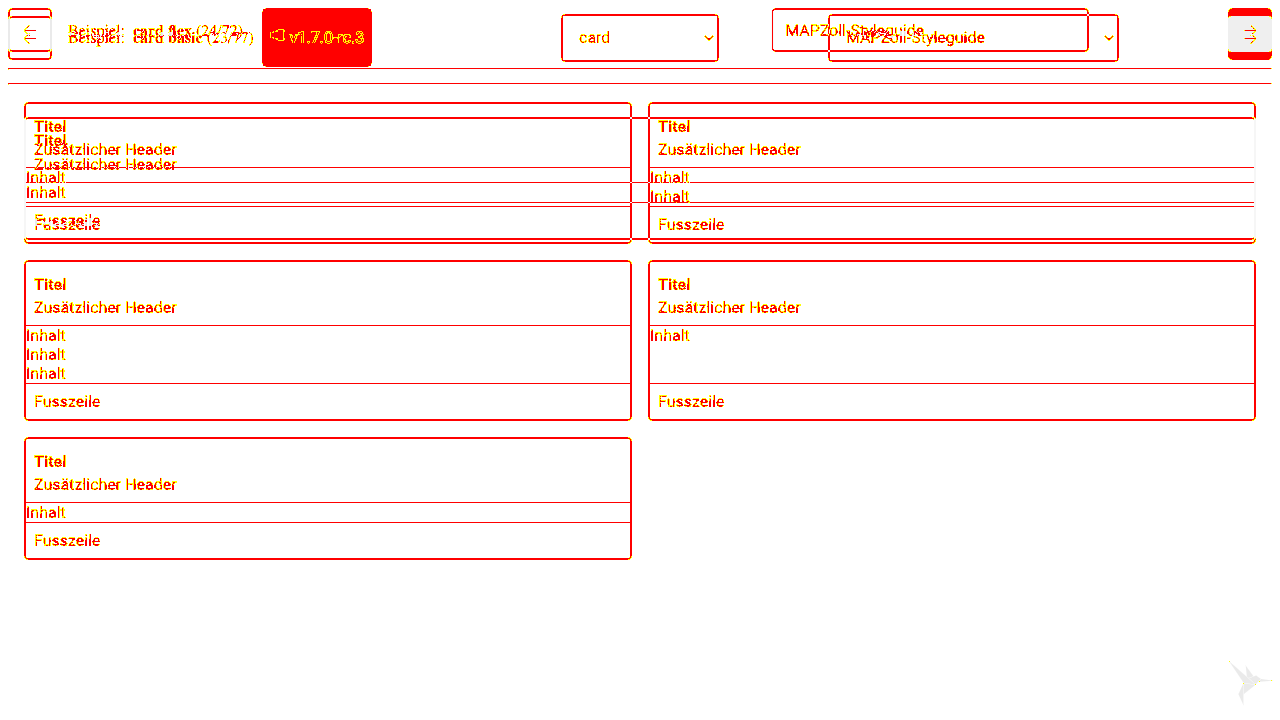 Beispiel: card flex (24/72)
Beispiel: card basic (23/77)
v1.7.0-rc.3
card
MAPZoll-Styleguide
MAPZoll-Styleguide
Titel
Titel
Zusätzlicher Header
Zusätzlicher Header
Inhalt
Inhalt
Fusszeile
Fusszeile
Titel
Zusätzlicher Header
Inhalt
Inhalt
Fusszeile
Titel
Zusätzlicher Header
Inhalt
Inhalt
Inhalt
Fusszeile
Titel
Zusätzlicher Header
Inhalt
Fusszeile
Titel
Zusätzlicher Header
Inhalt
Fusszeile